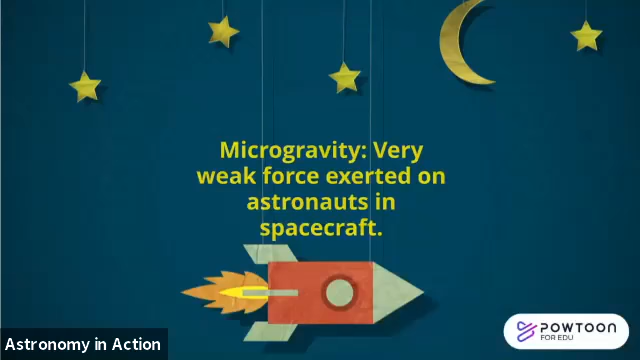 Microgravity: Very
weak force exerted on
astronauts in
spacecraft.
Astronomy in Action
POWTOON
FOR EDU